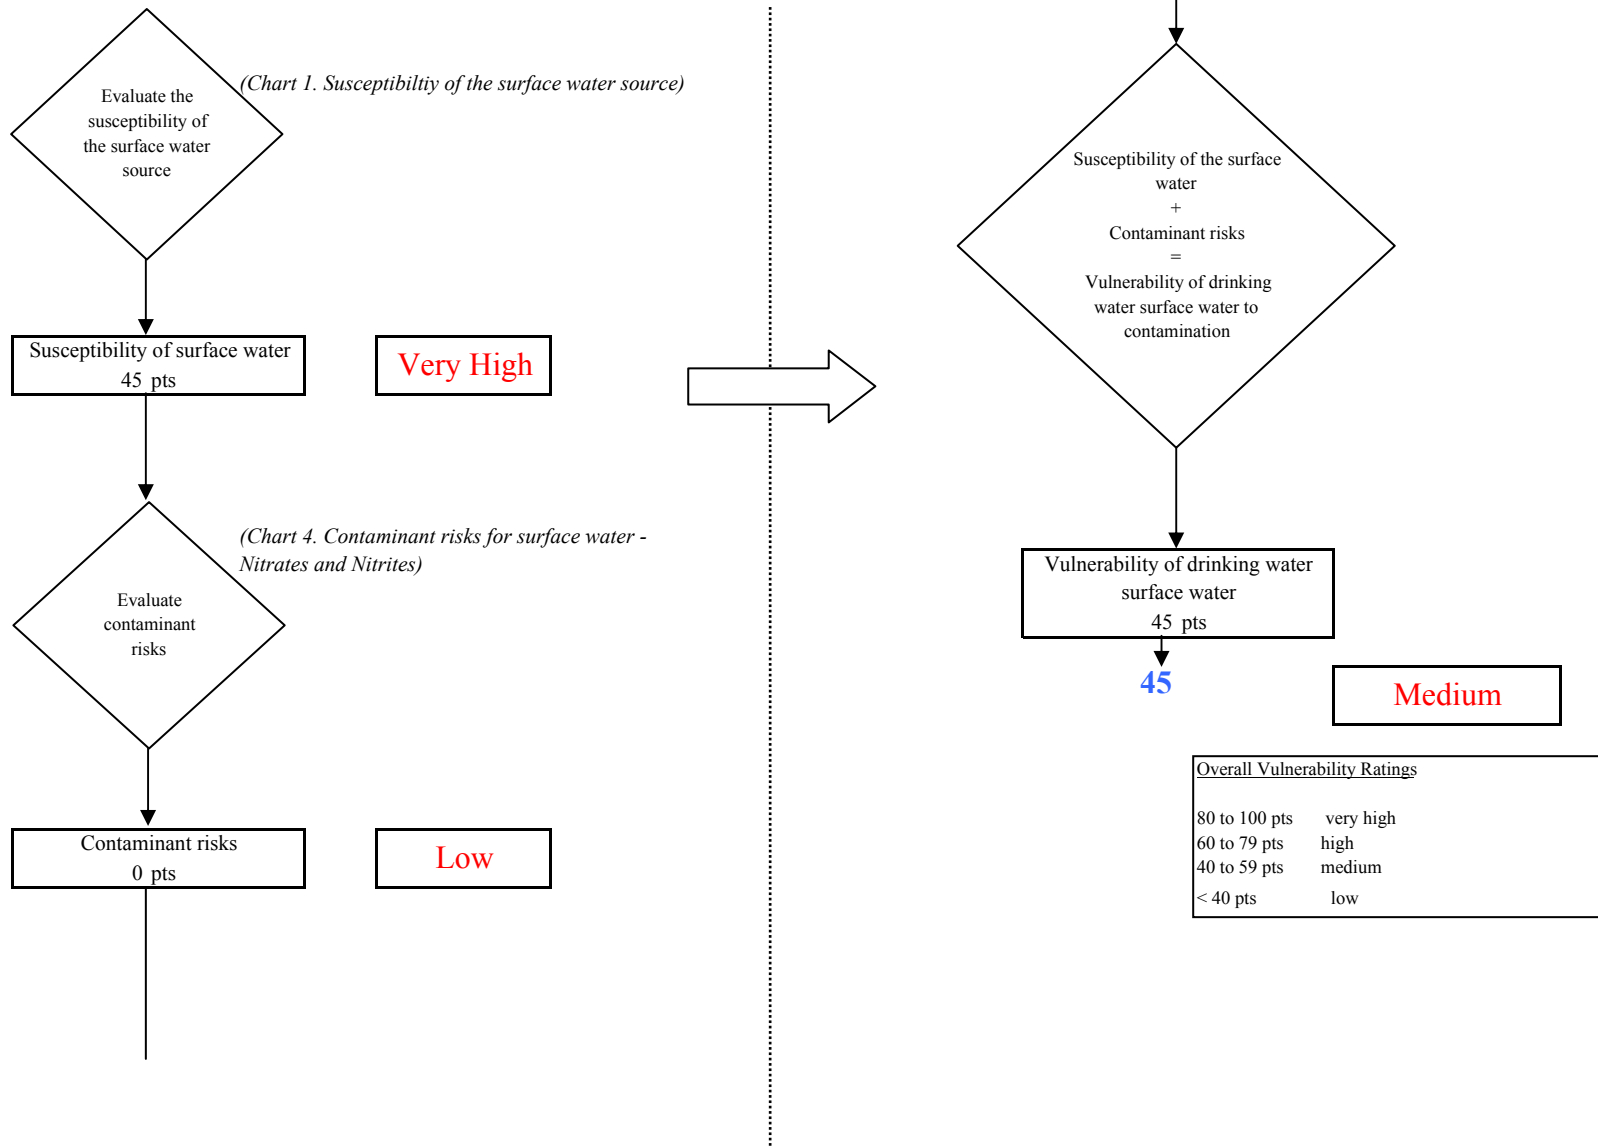 (Chart 1. Susceptibiltiy of the surface water source)
Evaluate the
susceptibility of
the surface water
source
Susceptibility of surface water
45 pts
Very High
(Chart 4. Contaminant risks for surface water -
Nitrates and Nitrites)
Evaluate
contaminant
risks
Contaminant risks
0 pts
Low
Susceptibility of the surface
water
+
Contaminant risks
=
Vulnerability of drinking
water surface water to
contamination
Vulnerability of drinking water
surface water
45 pts
45
Medium
Overall Vulnerability Ratings
80 to 100 pts very high
60 to 79 pts high
40 to 59 pts medium
< 40 pts low